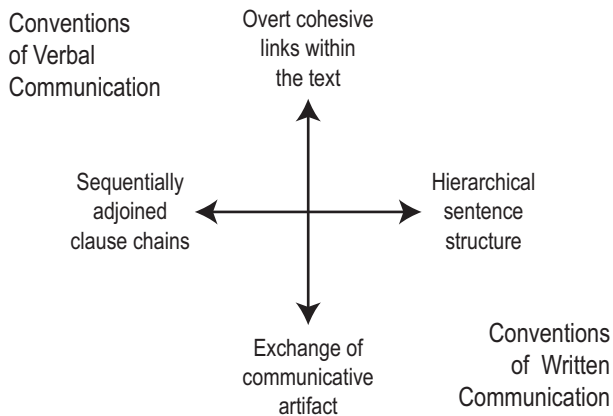 Conventions
of Verbal
Communication
Overt cohesive
links within
the text
Sequentially
adjoined
clause chains
Hierarchical
sentence
structure
Exchange of
communicative
artifact
Conventions
of Written
Communication